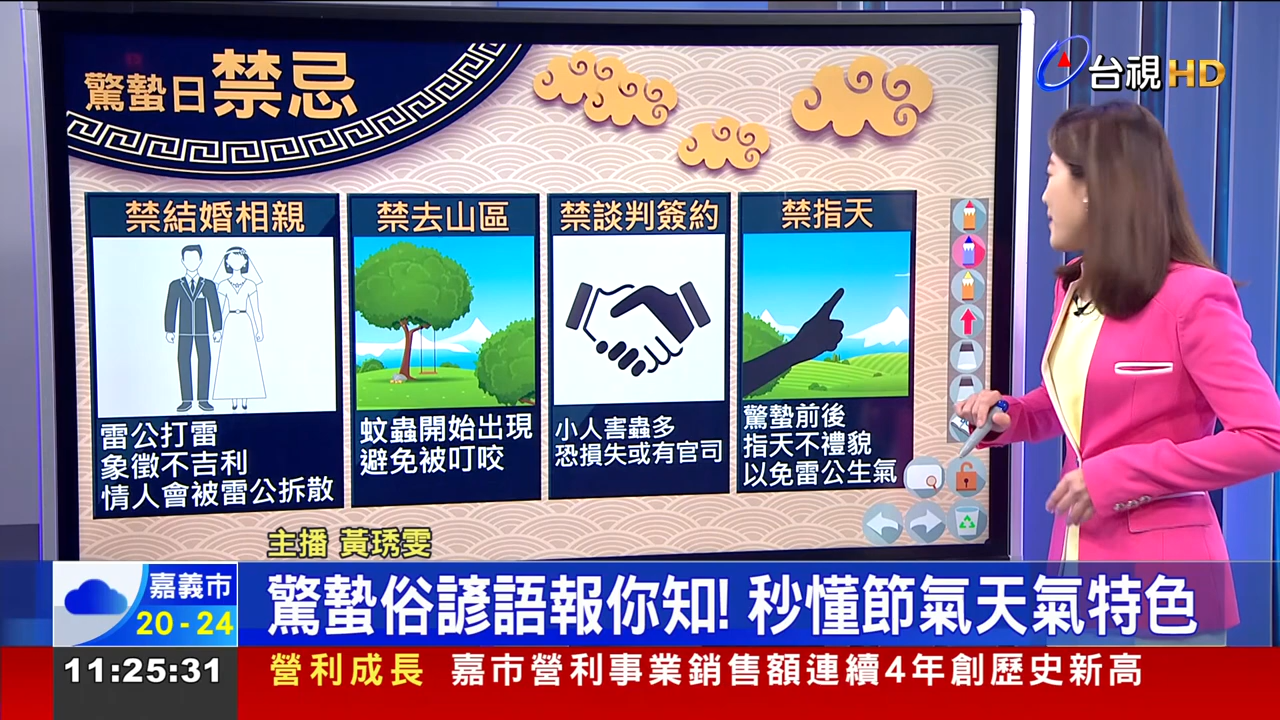 驚蟄日禁忌
台視HD
禁結婚相親
雷公打雷
象徵不吉利
情人會被雷公拆散
禁去山區
蚊蟲開始出現
避免被叮咬
禁談判簽約
小人害蟲多
恐損失或有官司
禁指天
驚蟄前後
指天不禮貌
以免雷公生氣
主播 黃琇雯
嘉義市
20-24
驚蟄俗諺語報你知! 秒懂節氣天氣特色
11:25:31
營利成長 嘉市營利事業銷售額連續4年創歷史新高